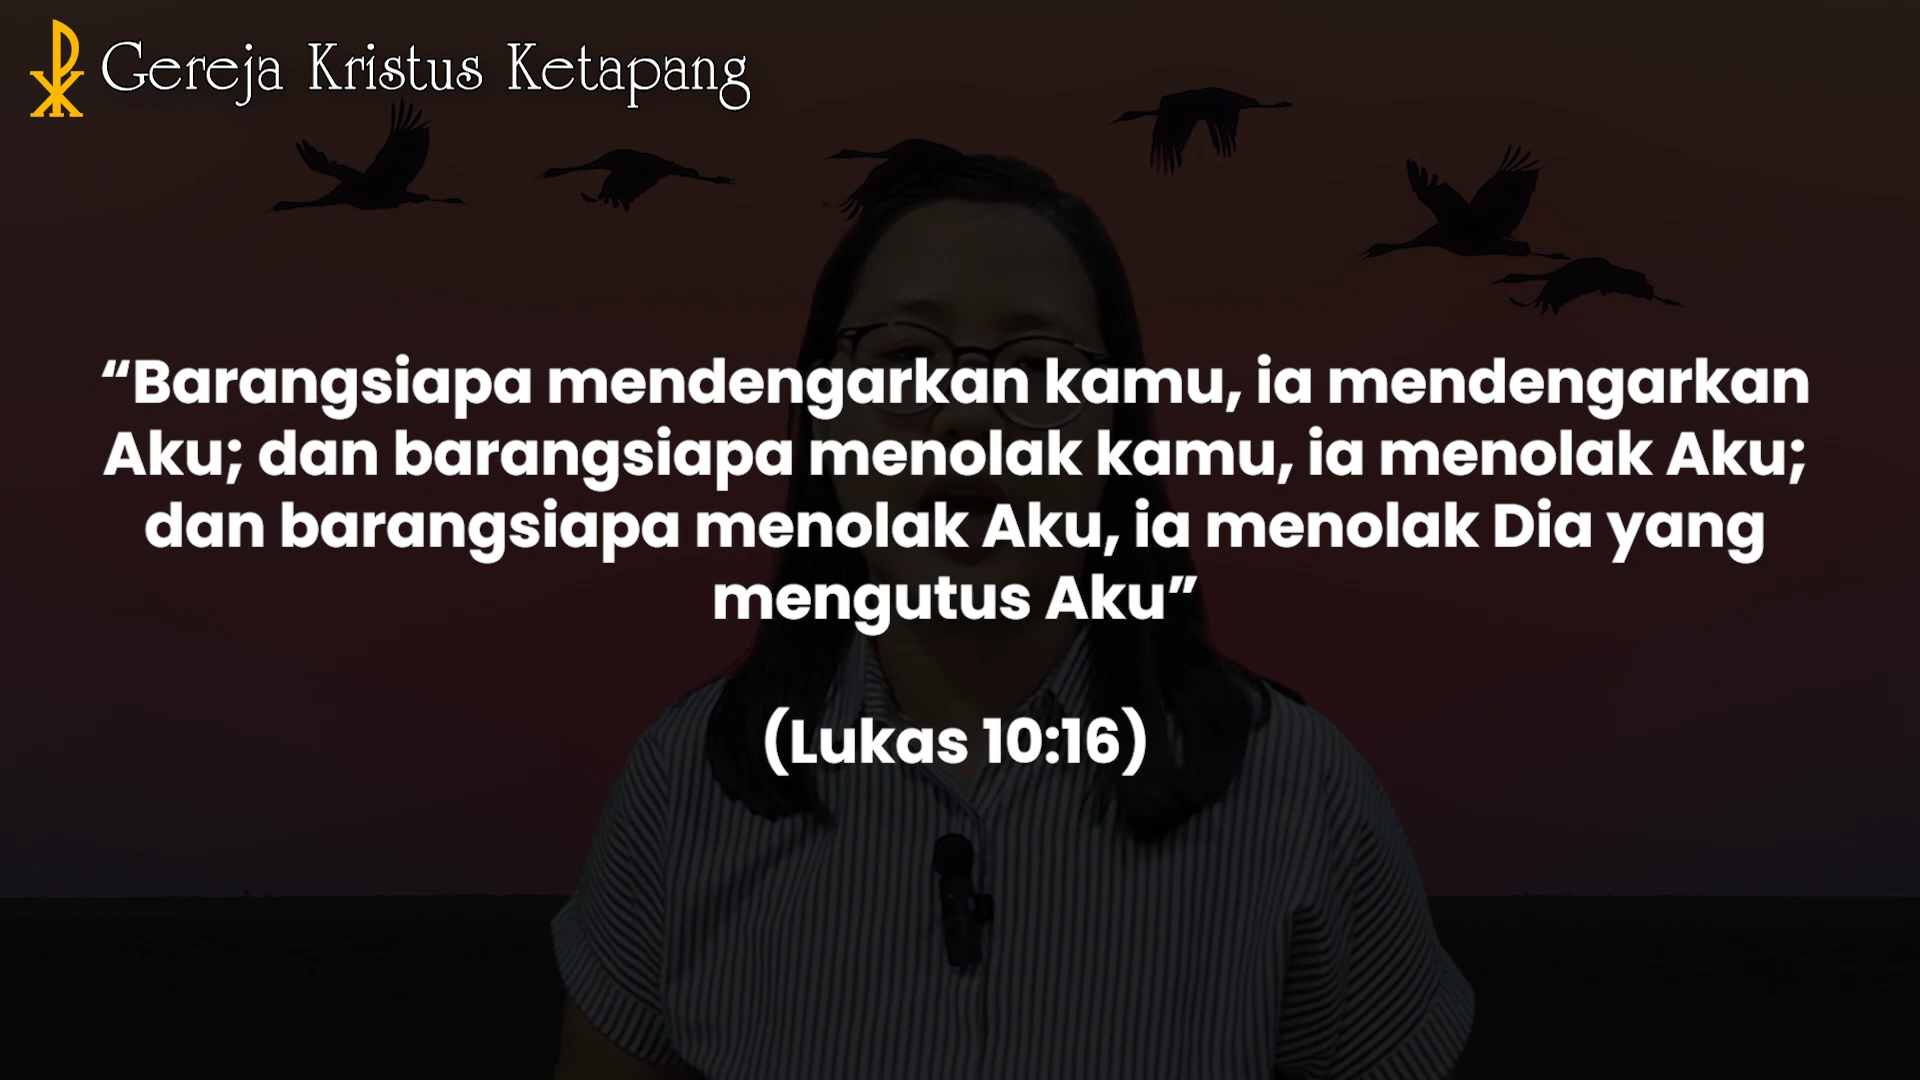 Gereja Kristus Ketapang
“Barangsiapa mendengarkan kamu, ia mendengarkan
Aku; dan barangsiapa menolak kamu, ia menolak Aku;
dan barangsiapa menolak Aku, ia menolak Dia yang
mengutus Aku”
(Lukas 10:16)